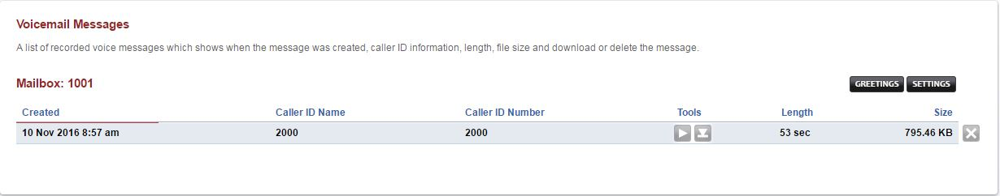 Voicemail Messages
A list of recorded voice messages which shows when the message was created, caller ID information, length, file size and download or delete the message.
Mailbox: 1001 GREETINGS SETTINGS
Created Caller ID Name Caller ID Number Tools Length Size
10 Nov 2016 8:57 am 2000 2000 53 sec 795.46 KB